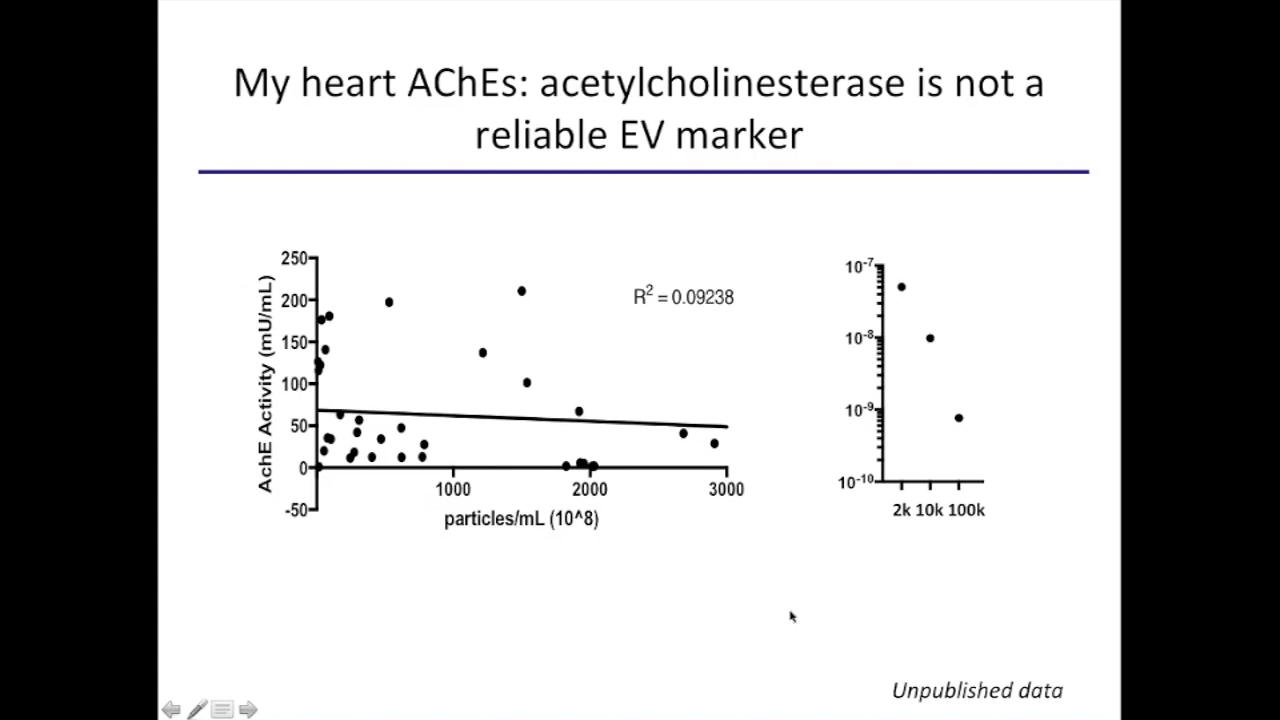 My heart AChEs: acetylcholinesterase is not a
reliable EV marker
AchE Activity (mU/mL)
250
200
150
100
50
0
-50
R² = 0.09238
1000
2000
3000
particles/mL (10^8)
10⁻⁷
10⁻⁸
10⁻⁹
10⁻¹⁰
2k 10k 100k
Unpublished data